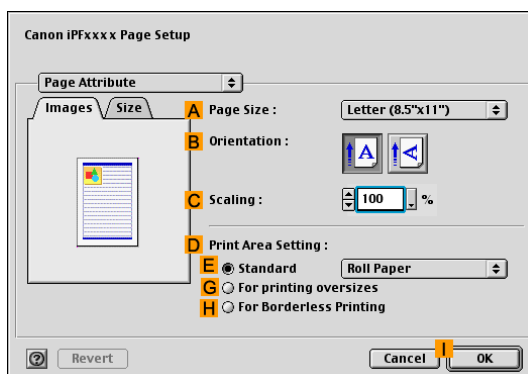 Canon iPFxxxx Page Setup
Page Attribute
Images Size
A Page Size : Letter (8.5"x11")
B Orientation :
A A
C Scaling : 100 %
D Print Area Setting :
E Standard Roll Paper
G For printing oversizes
H For Borderless Printing
I
? Revert Cancel OK